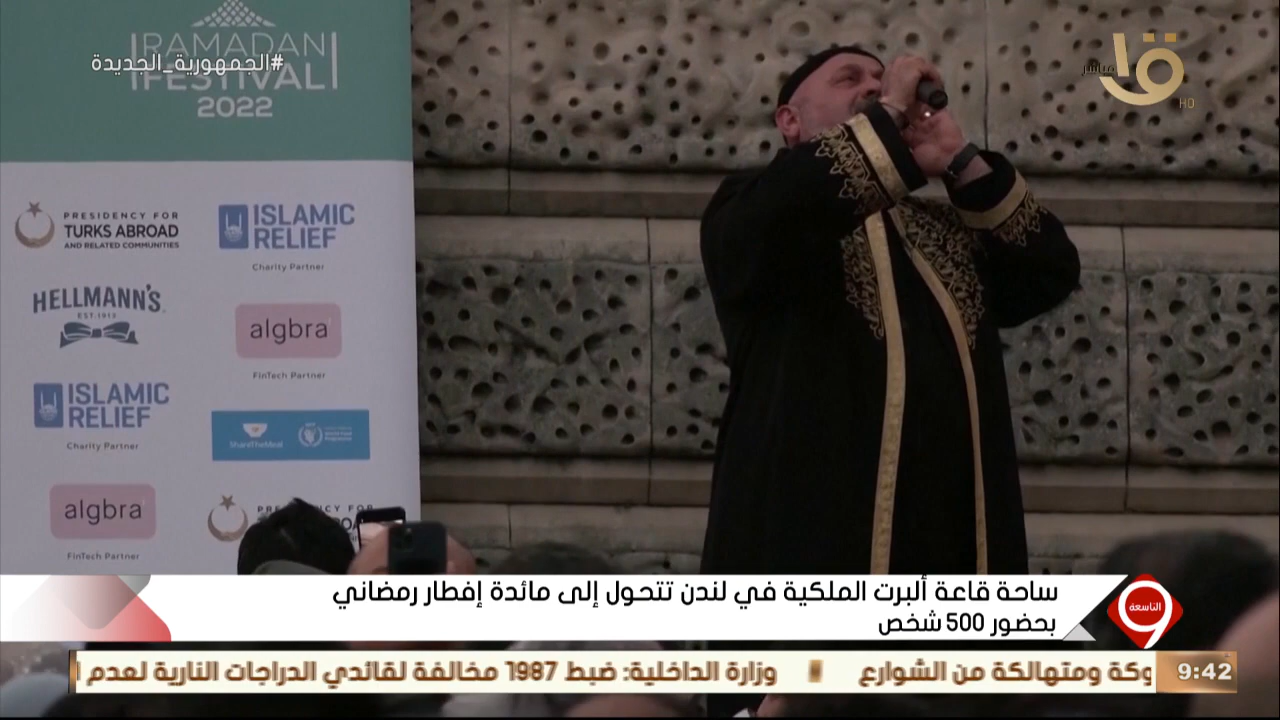 RAMADAN
FESTIVAL
2022
#الجمهورية_الجديدة
مباشر
HD
PRESIDENCY FOR
TURKS ABROAD
AND RELATED COMMUNITIES
ISLAMIC
RELIEF
Charity Partner
HELLMANN'S
EST. 1913
algbra
FinTech Partner
ISLAMIC
RELIEF
Charity Partner
ShareTheMeal
algbra
FinTech Partner
PRESIDENCY FOR
ساحة قاعة ألبرت الملكية في لندن تتحول إلى مائدة إفطار رمضاني
بحضور 500 شخص
التاسعة
9
وكة ومتهالكة من الشوارع
وزارة الداخلية: ضبط 1987 مخالفة لقائدي الدراجات النارية لعدم ا
9:42